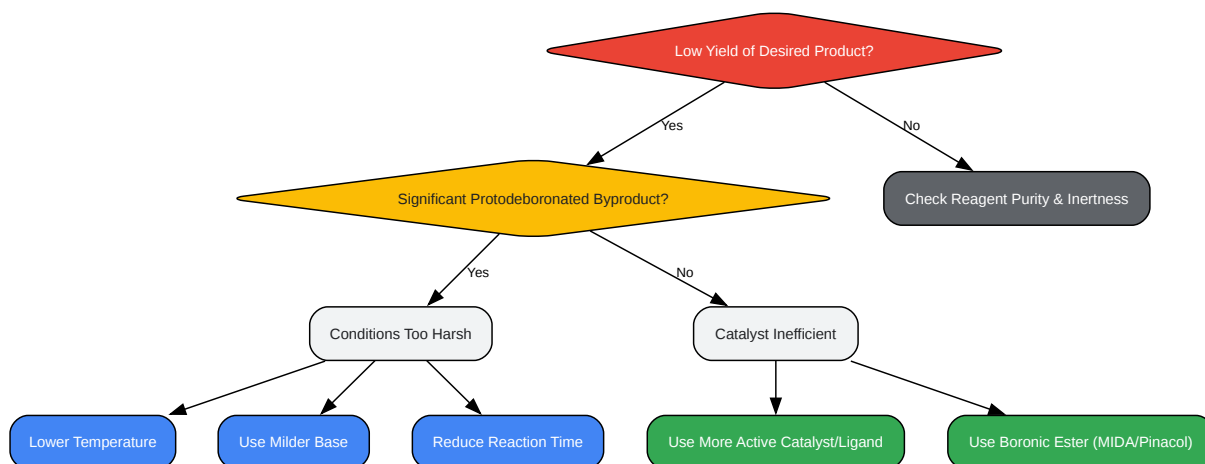 Low Yield of Desired Product?
Yes
No
Significant Protodeboronated Byproduct?
Check Reagent Purity & Inertness
Yes
No
Conditions Too Harsh
Catalyst Inefficient
Lower Temperature
Use Milder Base
Reduce Reaction Time
Use More Active Catalyst/Ligand
Use Boronic Ester (MIDA/Pinacol)